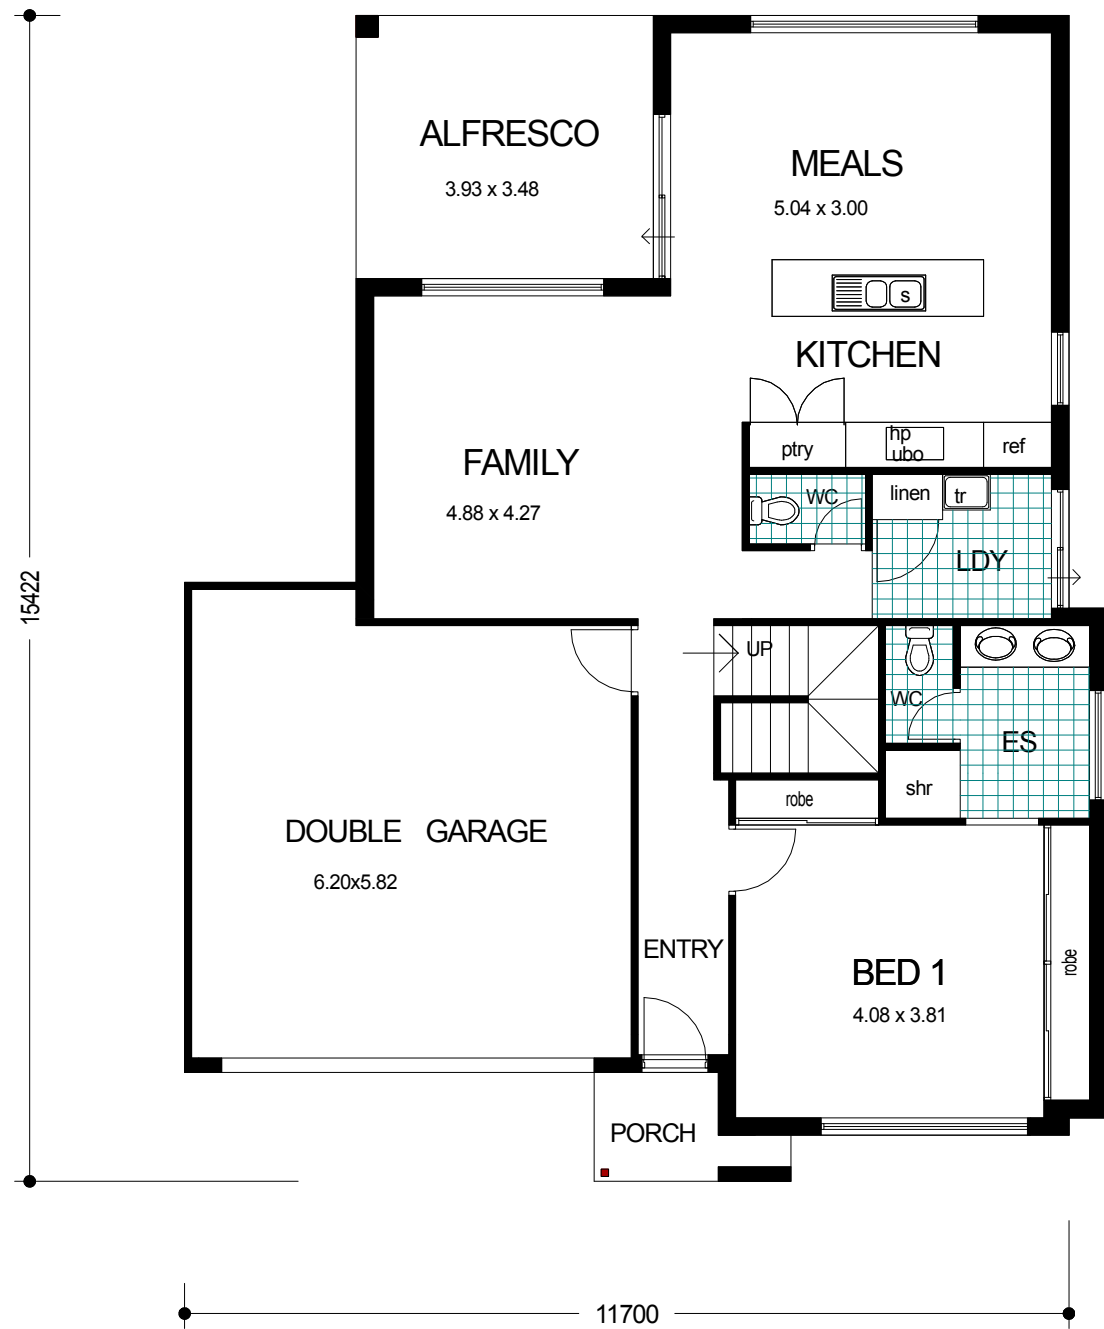 ALFRESCO
3.93 x 3.48
MEALS
5.04 x 3.00
s
KITCHEN
ptry
hp
ubo
ref
FAMILY
4.88 x 4.27
WC
linen
tr
LDY
15422
UP
WC
ES
shr
robe
DOUBLE GARAGE
6.20x5.82
ENTRY
BED 1
4.08 x 3.81
robe
PORCH
11700